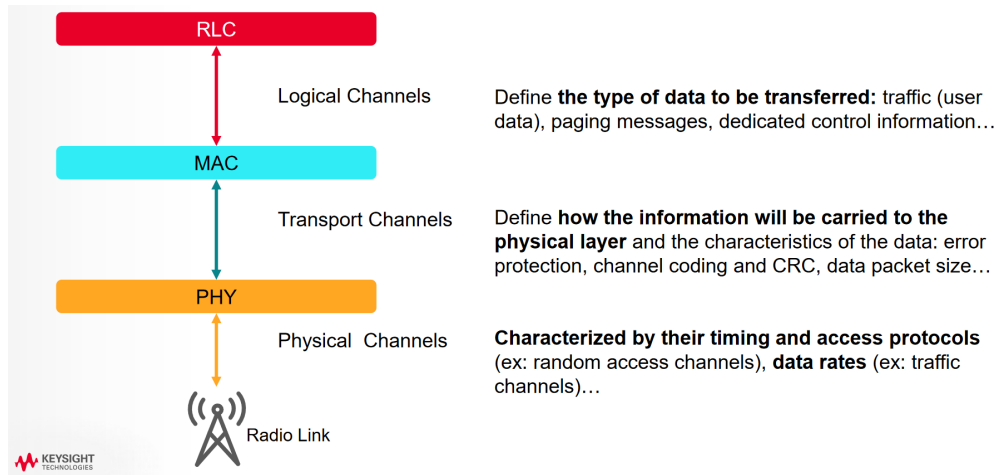 RLC
Logical Channels
Define the type of data to be transferred: traffic (user
data), paging messages, dedicated control information…
MAC
Transport Channels
Define how the information will be carried to the
physical layer and the characteristics of the data: error
protection, channel coding and CRC, data packet size…
PHY
Physical Channels
Characterized by their timing and access protocols
(ex: random access channels), data rates (ex: traffic
channels)…
Radio Link
KEYSIGHT
TECHNOLOGIES